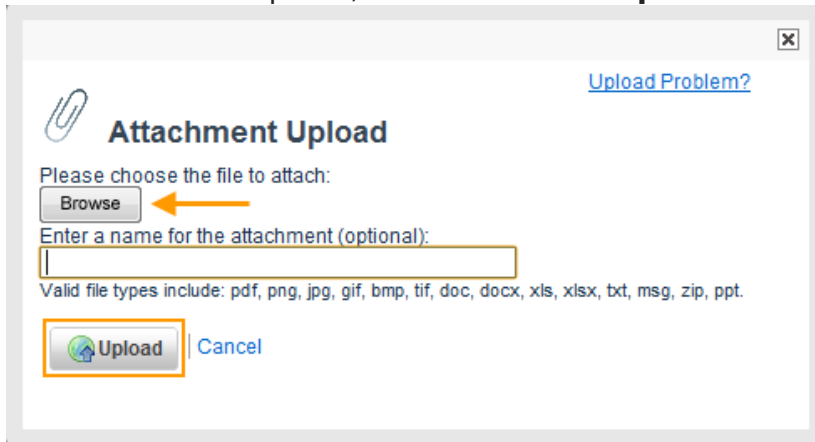 Upload Problem?
Attachment Upload
Please choose the file to attach:
Browse
Enter a name for the attachment (optional):
Valid file types include: pdf, png, jpg, gif, bmp, tif, doc, docx, xls, xlsx, txt, msg, zip, ppt.
Upload | Cancel